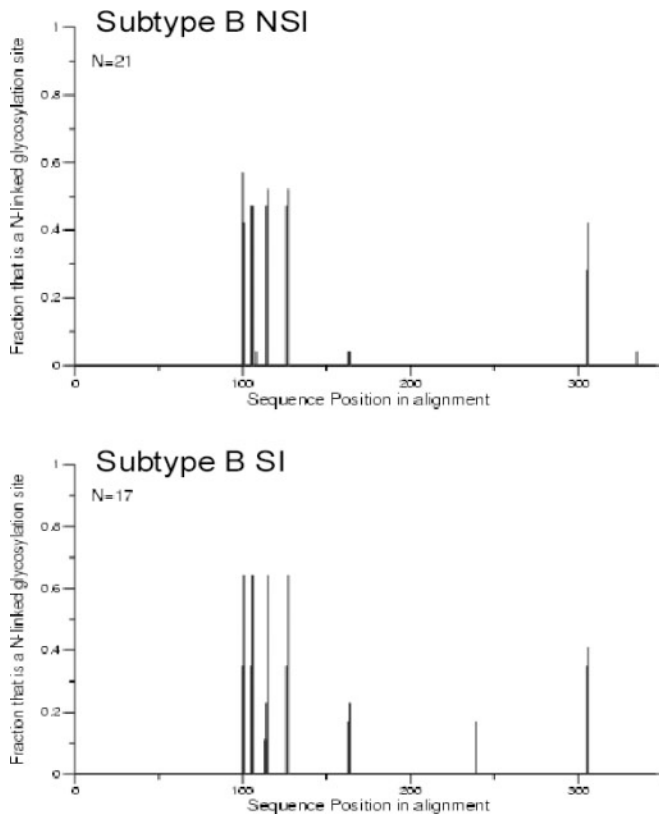 Subtype B NSI
N=21
Fraction that is a N-linked glycosylation site
1
0.8
0.6
0.4
0.2
0
0
100
200
300
Sequence Position in alignment
Subtype B SI
N=17
Fraction that is a N-linked glycosylation site
1
0.8
0.6
0.4
0.2
0
0
100
200
300
Sequence Position in alignment